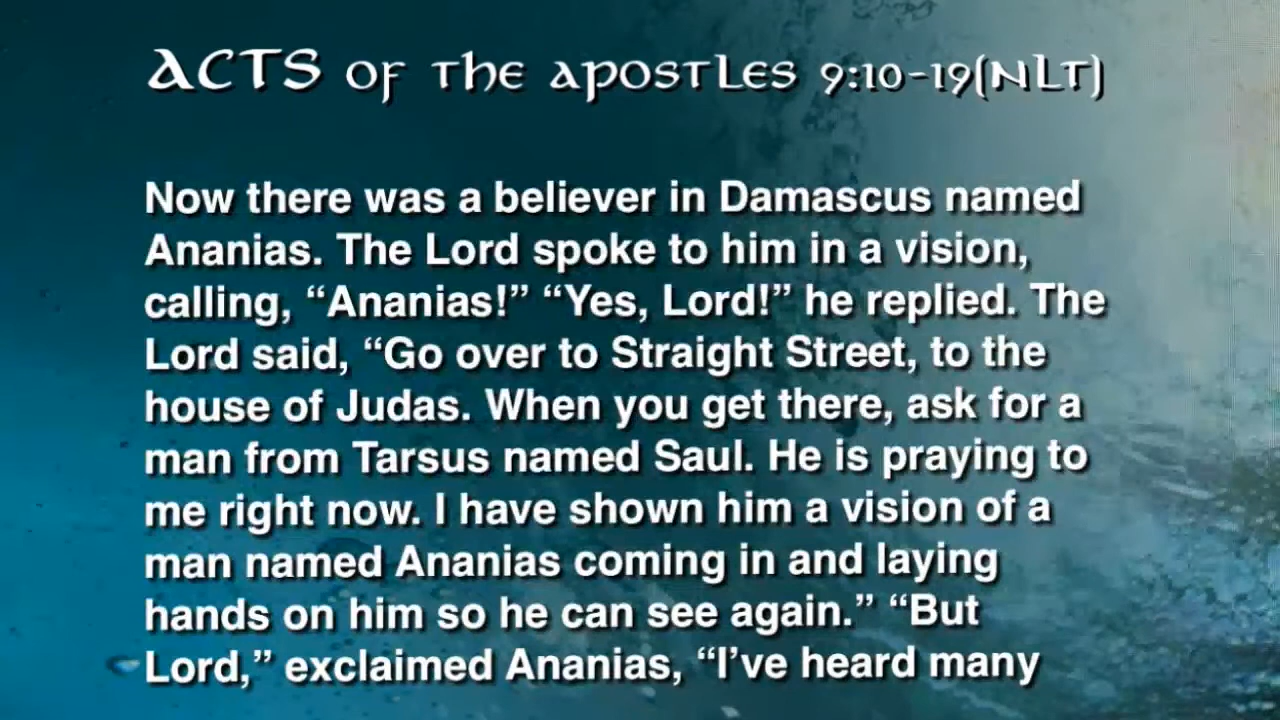 ACTS of the apostles 9:10-19(NLT)
Now there was a believer in Damascus named
Ananias. The Lord spoke to him in a vision,
calling, “Ananias!” “Yes, Lord!” he replied. The
Lord said, “Go over to Straight Street, to the
house of Judas. When you get there, ask for a
man from Tarsus named Saul. He is praying to
me right now. I have shown him a vision of a
man named Ananias coming in and laying
hands on him so he can see again.” “But
Lord,” exclaimed Ananias, “I’ve heard many